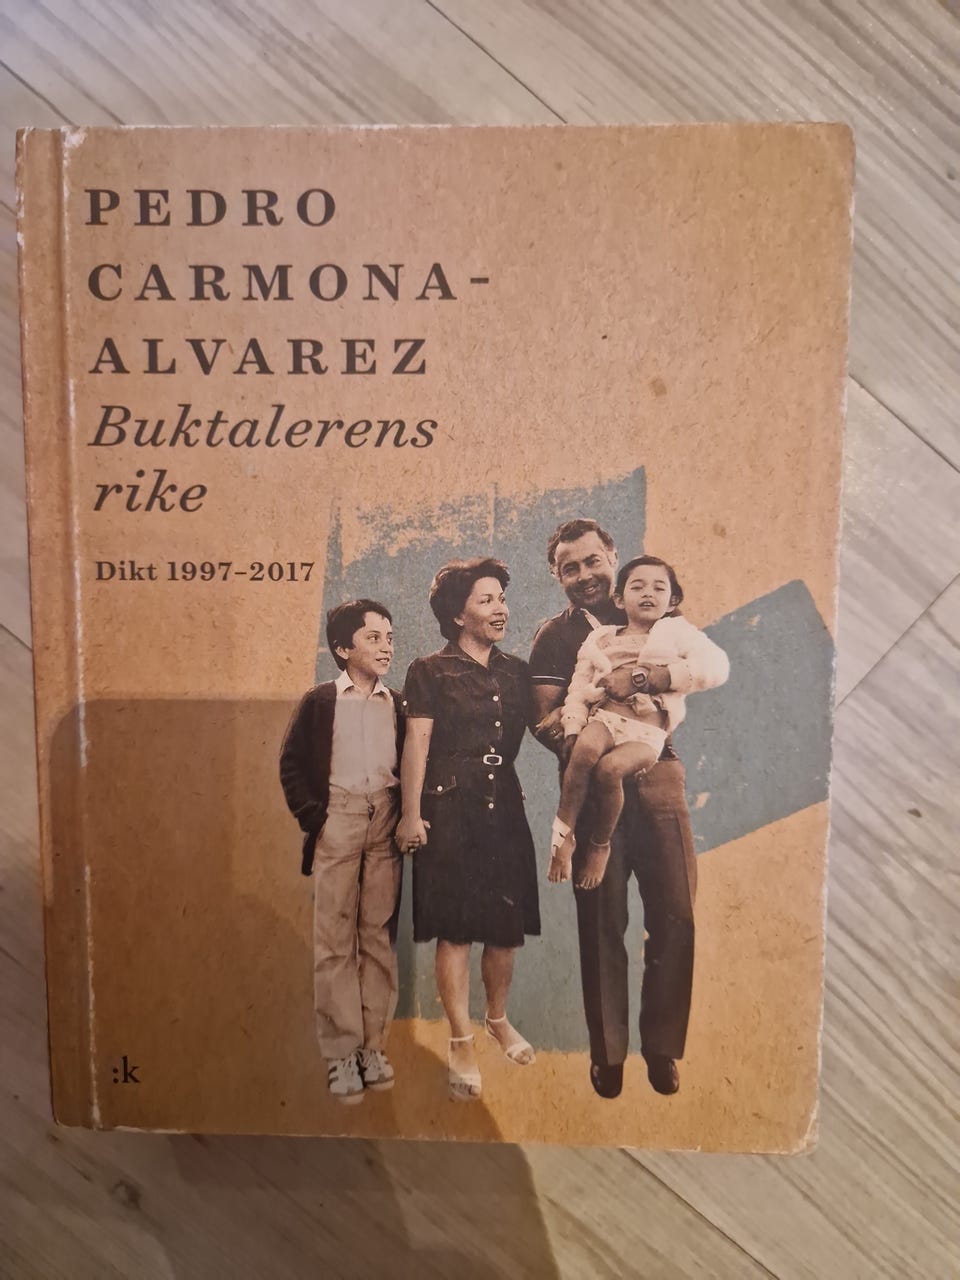 PEDRO
CARMONA-
ALVAREZ
Buktalerens
rike
Dikt 1997–2017
:k